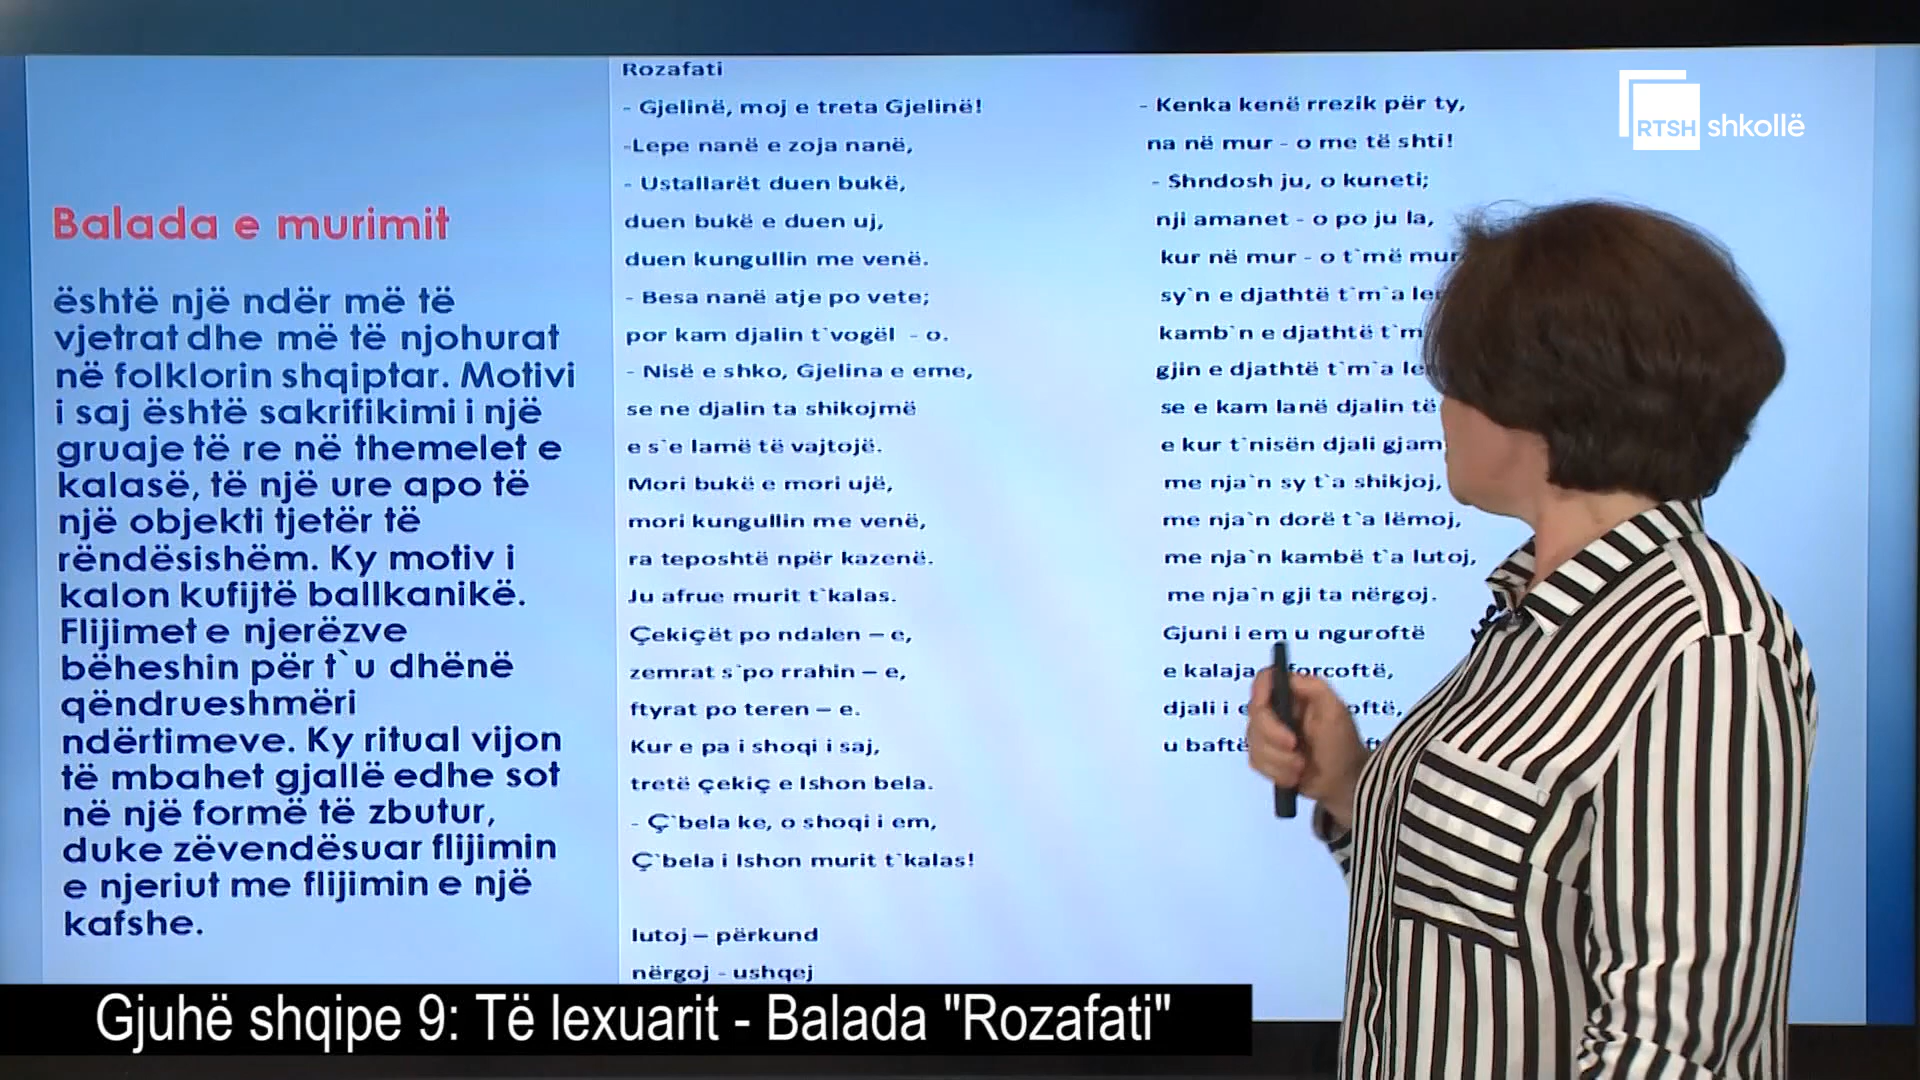 Balada e murimit
është një ndër më të
vjetrat dhe më të njohurat
në folklorin shqiptar. Motivi
i saj është sakrifikimi i një
gruaje të re në themelet e
kalasë, të një ure apo të
një objekti tjetër të
rëndësishëm. Ky motiv i
kalon kufijtë ballkanikë.
Flijimet e njerëzve
bëheshin për t`u dhënë
qëndrueshmëri
ndërtimeve. Ky ritual vijon
të mbahet gjallë edhe sot
në një formë të zbutur,
duke zëvendësuar flijimin
e njeriut me flijimin e një
kafshe.
Rozafati
- Gjelinë, moj e treta Gjelinë!
-Lepe nanë e zoja nanë,
- Ustallarët duen bukë,
duen bukë e duen uj,
duen kungullin me venë.
- Besa nanë atje po vete;
por kam djalin t`vogël - o.
- Nisë e shko, Gjelina e eme,
se ne djalin ta shikojmë
e s`e lamë të vajtojë.
Mori bukë e mori ujë,
mori kungullin me venë,
ra teposhtë npër kazenë.
Ju afrue murit t`kalas.
Çekiçët po ndalen – e,
zemrat s`po rrahin – e,
ftyrat po teren – e.
Kur e pa i shoqi i saj,
tretë çekiç e lshon bela.
- Ç`bela ke, o shoqi i em,
Ç`bela i lshon murit t`kalas!
lutoj – përkund
nërgoj - ushqej
- Kenka kenë rrezik për ty,
na në mur - o me të shti!
- Shndosh ju, o kuneti;
nji amanet - o po ju la,
kur në mur - o t`më mur
sy`n e djathtë t`m`a
kamb`n e djathtë
gjin e djathtë t`m`a
se e kam lanë djalin të
e kur t`nisën djali
me nja`n sy t`a shikjoj,
me nja`n dorë t`a lëmoj,
me nja`n kambë t`a lutoj,
me nja`n gji ta nërgoj.
Gjuni i em u nguroftë
e kalaja forcoftë,
djali i
u baftë
RTSH shkollë
Gjuhë shqipe 9: Të lexuarit - Balada "Rozafati"